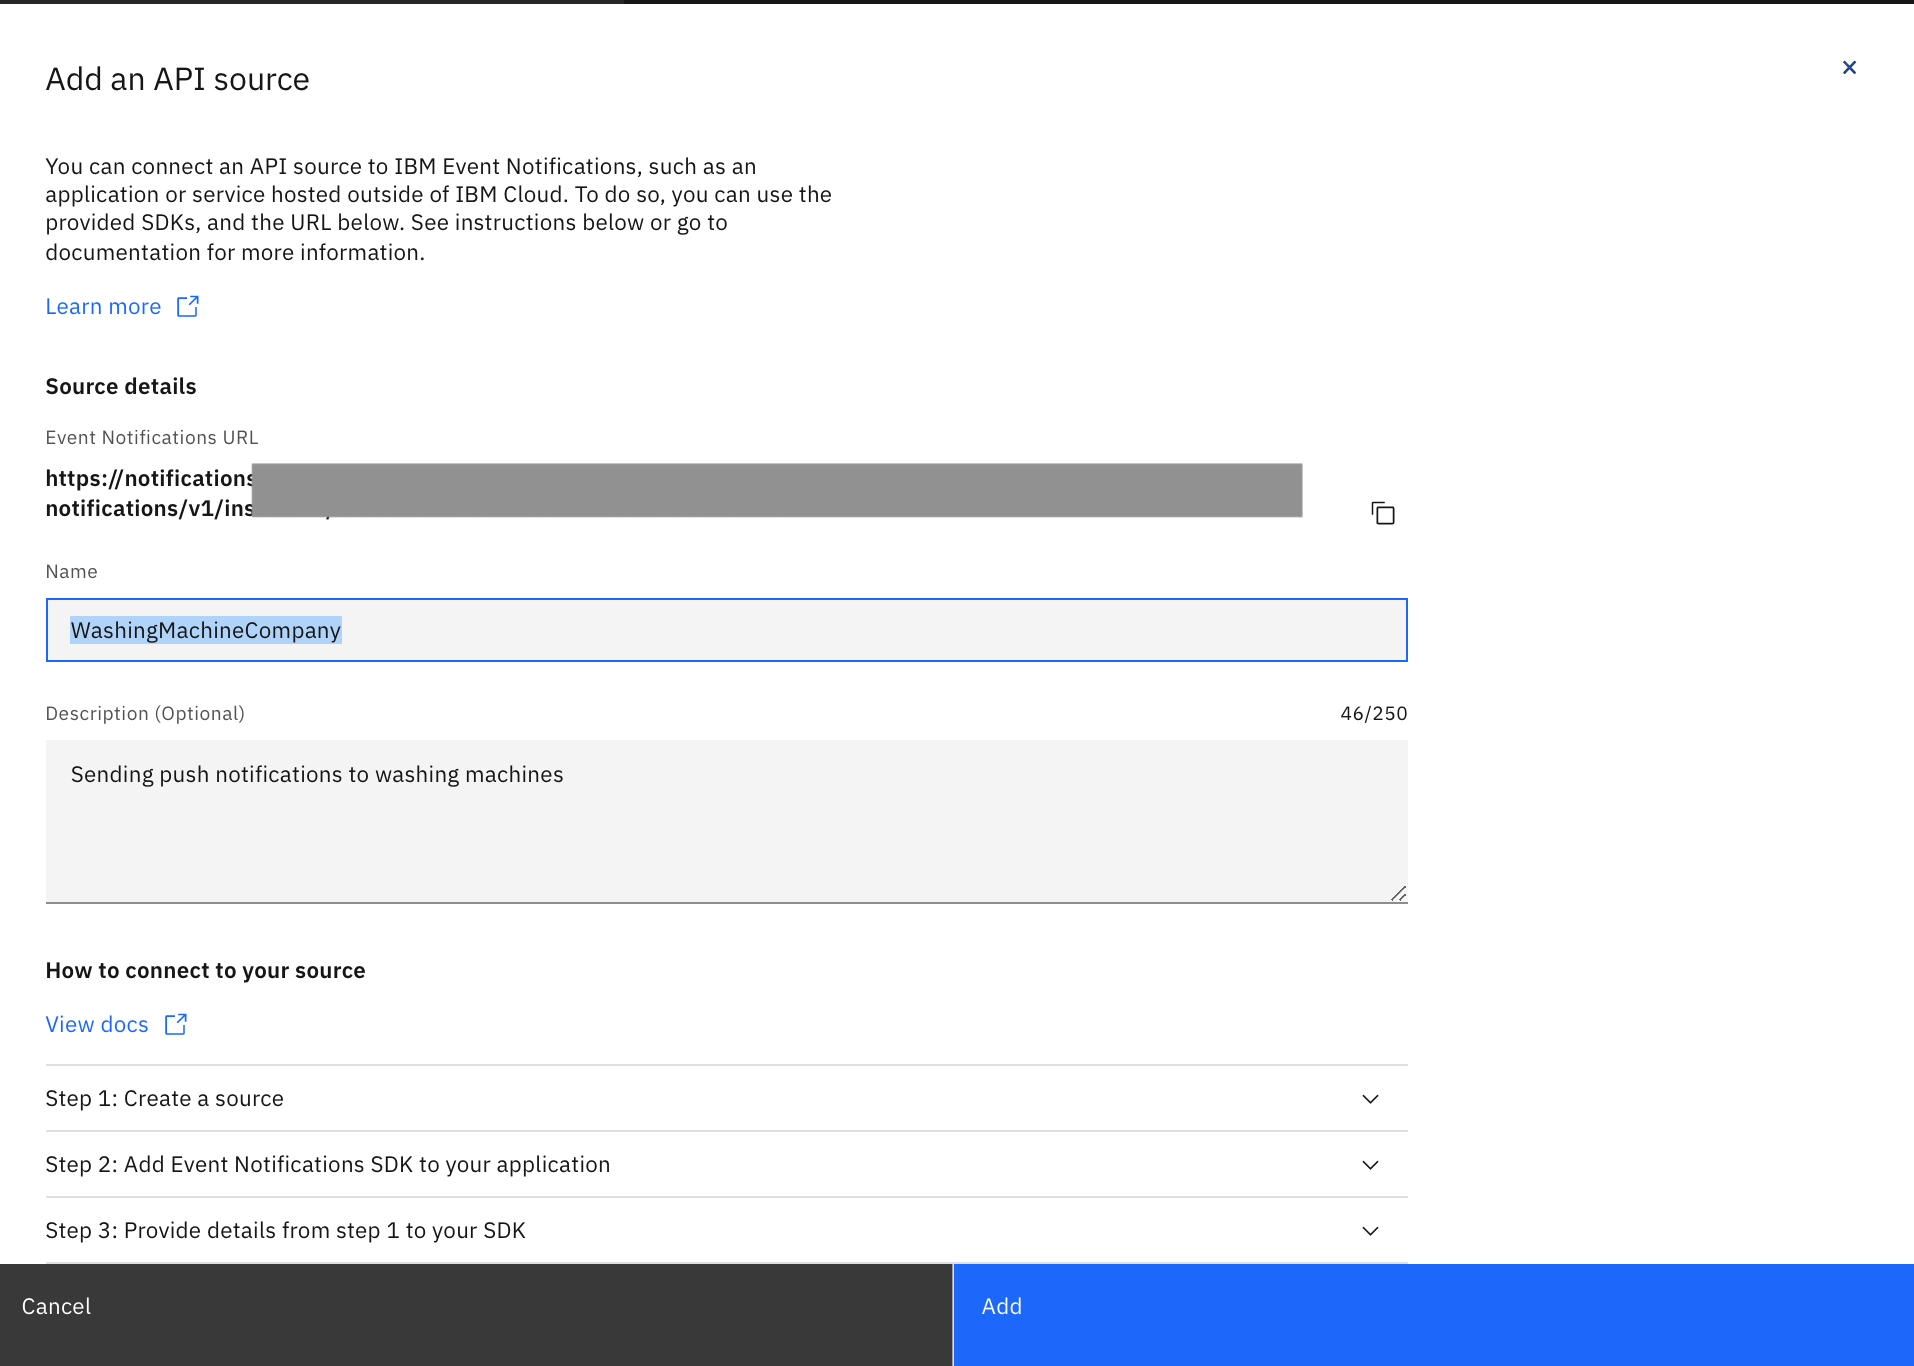 Add an API source
You can connect an API source to IBM Event Notifications, such as an
application or service hosted outside of IBM Cloud. To do so, you can use the
provided SDKs, and the URL below. See instructions below or go to
documentation for more information.
Learn more
Source details
Event Notifications URL
https://notifications
notifications/v1/ins
Name
WashingMachineCompany
Description (Optional)
46/250
Sending push notifications to washing machines
How to connect to your source
View docs
Step 1: Create a source
Step 2: Add Event Notifications SDK to your application
Step 3: Provide details from step 1 to your SDK
Cancel
Add